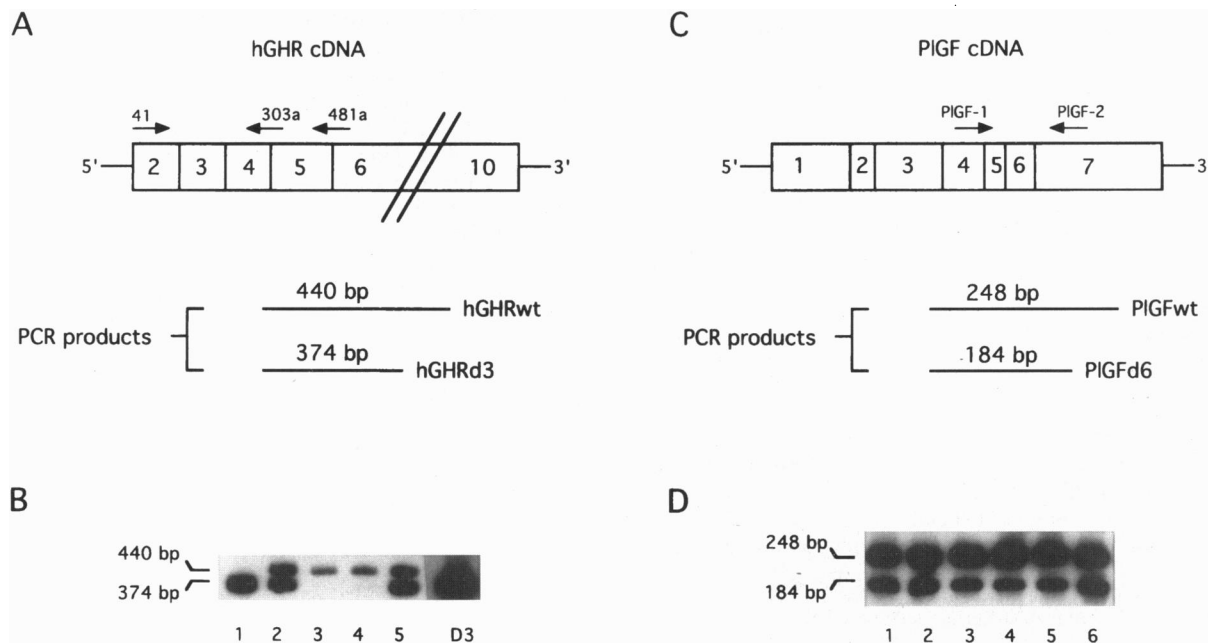 A
hGHR cDNA
41
303a
481a
5'
2
3
4
5
6
10
3'
PCR products
440 bp
hGHRwt
374 bp
hGHRd3
B
440 bp
374 bp
1 2 3 4 5 D3
C
PlGF cDNA
PlGF-1
PlGF-2
5'
1
2
3
4
5
6
7
3'
PCR products
248 bp
PlGFwt
184 bp
PlGFd6
D
248 bp
184 bp
1 2 3 4 5 6